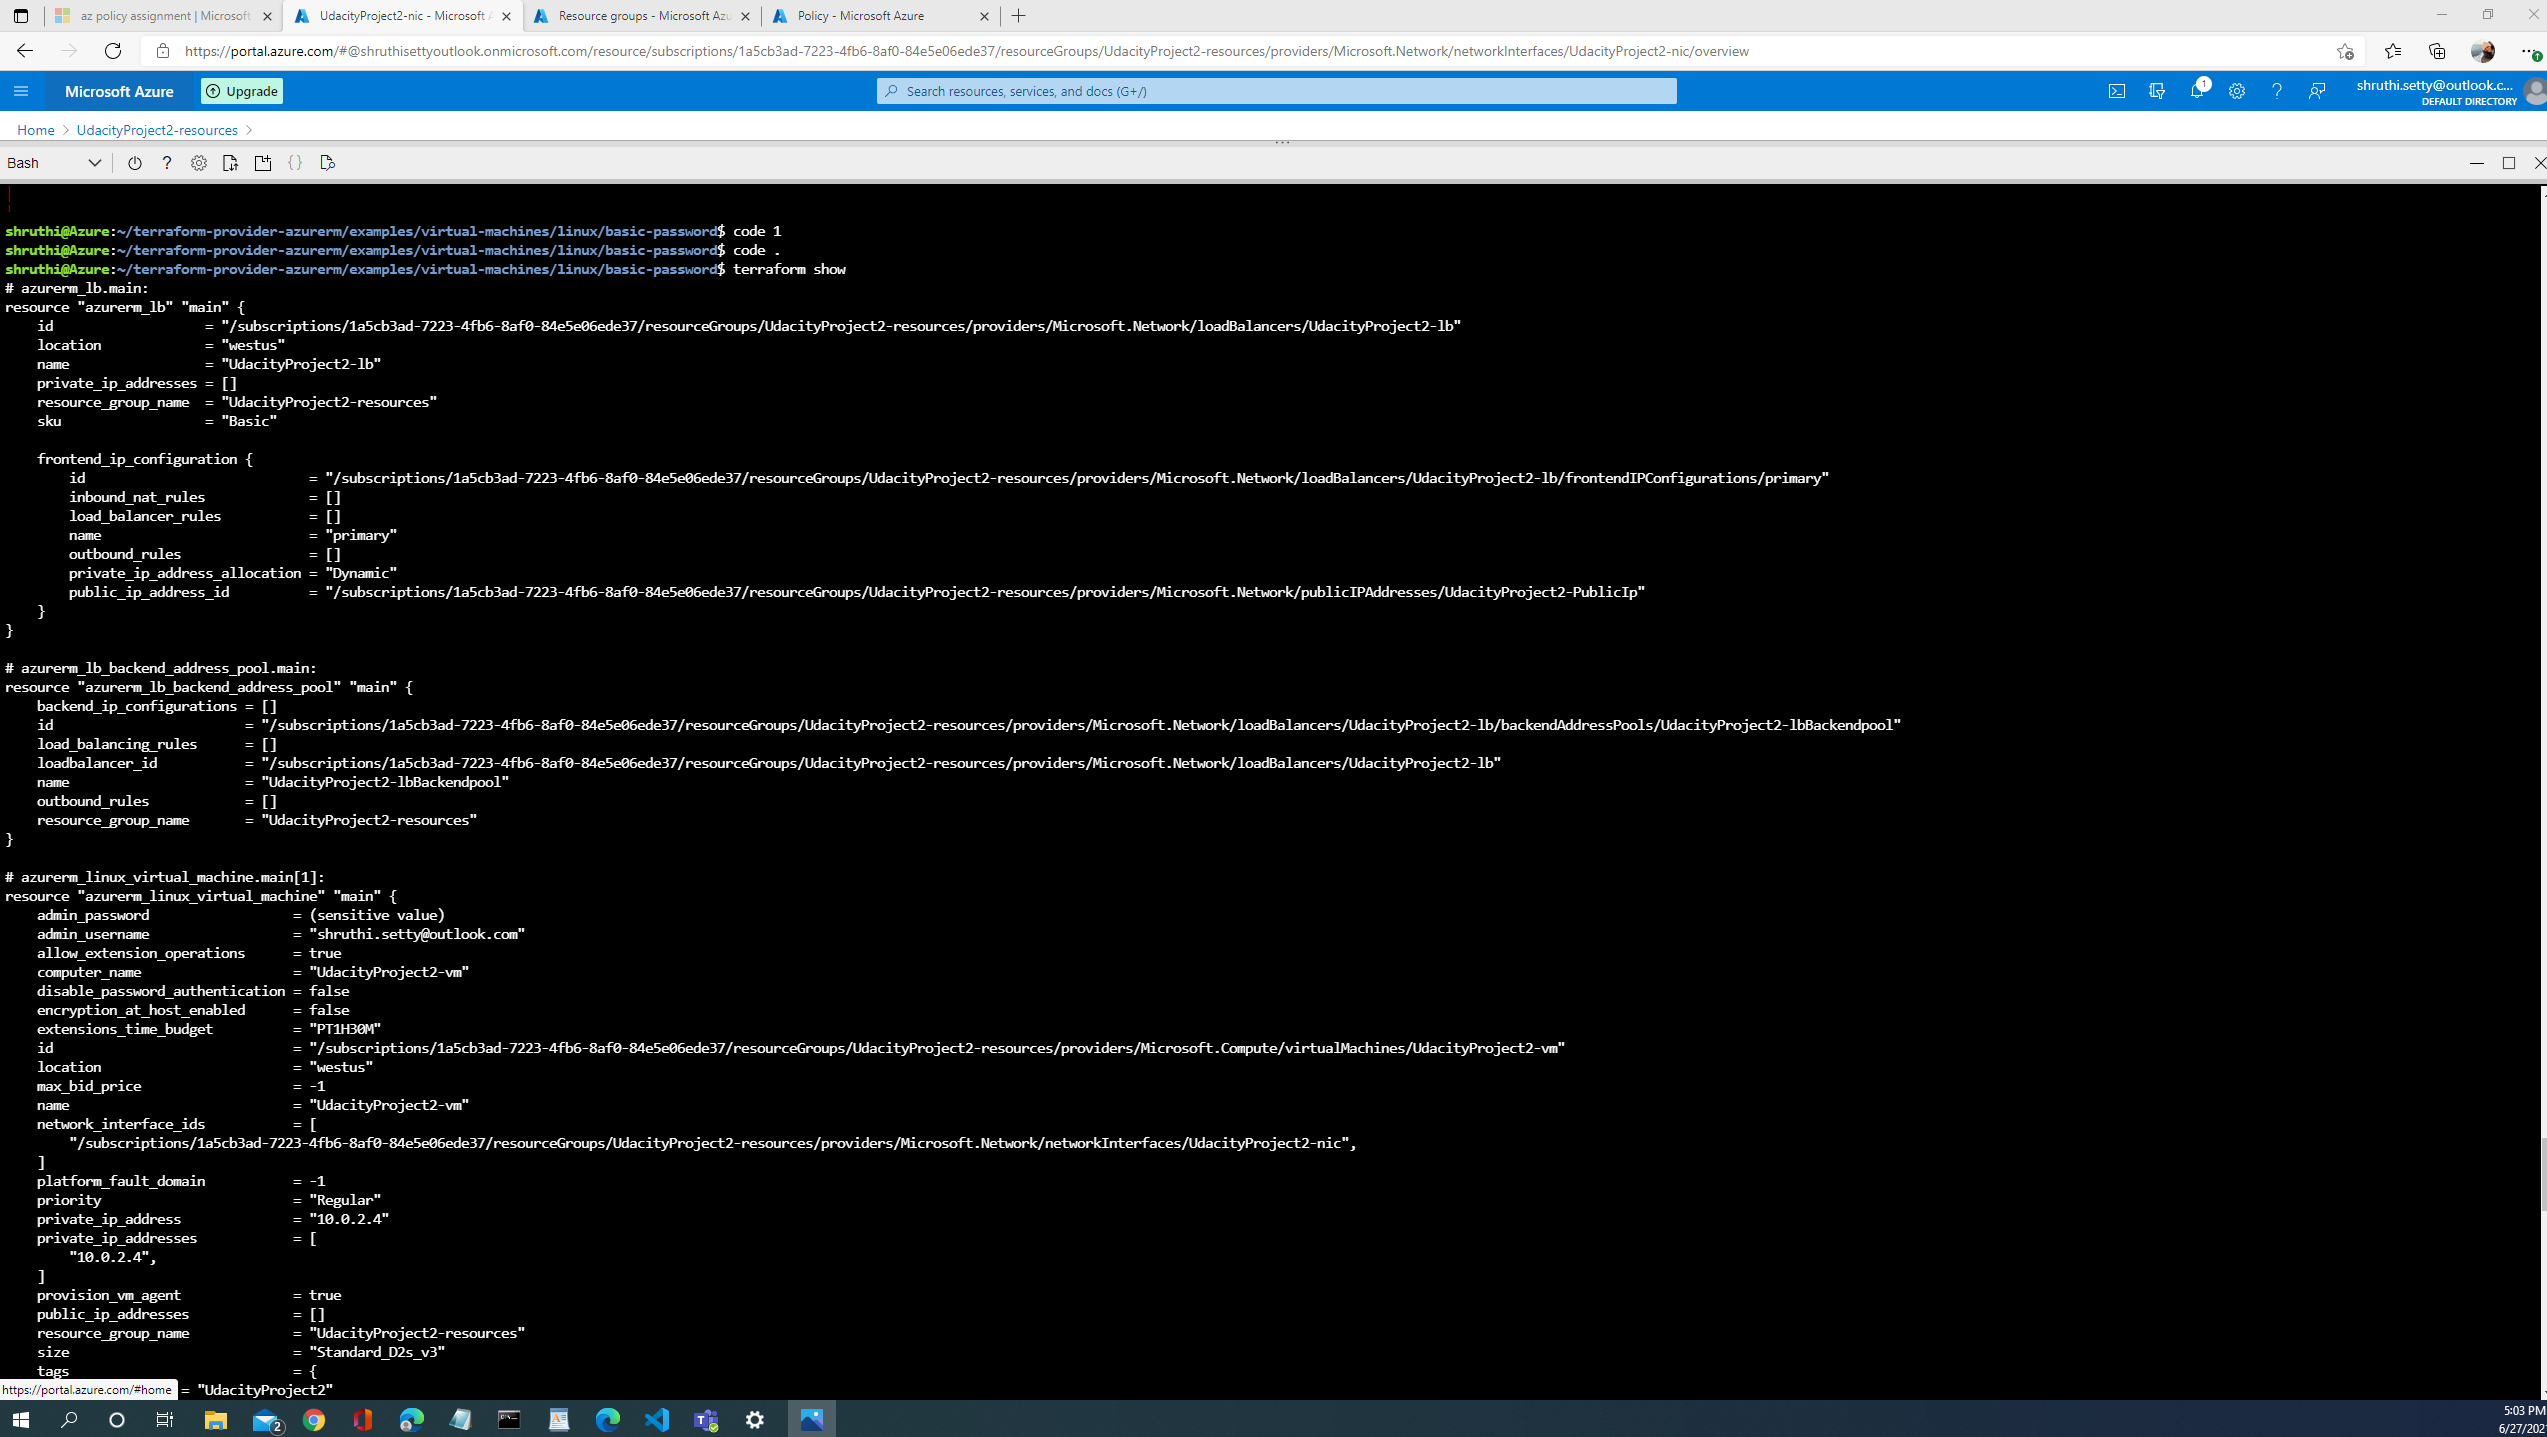 az policy assignment | Microsoft
UdacityProject2-nic - Microsoft A
Resource groups - Microsoft Azu
Policy - Microsoft Azure
https://portal.azure.com/#@shruthisettyoutlook.onmicrosoft.com/resource/subscriptions/1a5cb3ad-7223-4fb6-8af0-84e5e06ede37/resourceGroups/UdacityProject2-resources/providers/Microsoft.Network/networkInterfaces/UdacityProject2-nic/overview
Microsoft Azure
Upgrade
Search resources, services, and docs (G+/)
1
shruthi.setty@outlook.c...
DEFAULT DIRECTORY
Home > UdacityProject2-resources >
Bash
shruthi@Azure:~/terraform-provider-azurerm/examples/virtual-machines/linux/basic-password$ code 1
shruthi@Azure:~/terraform-provider-azurerm/examples/virtual-machines/linux/basic-password$ code .
shruthi@Azure:~/terraform-provider-azurerm/examples/virtual-machines/linux/basic-password$ terraform show
# azurerm_lb.main:
resource "azurerm_lb" "main" {
    id                   = "/subscriptions/1a5cb3ad-7223-4fb6-8af0-84e5e06ede37/resourceGroups/UdacityProject2-resources/providers/Microsoft.Network/loadBalancers/UdacityProject2-lb"
    location             = "westus"
    name                 = "UdacityProject2-lb"
    private_ip_addresses = []
    resource_group_name  = "UdacityProject2-resources"
    sku                  = "Basic"
    frontend_ip_configuration {
        id                            = "/subscriptions/1a5cb3ad-7223-4fb6-8af0-84e5e06ede37/resourceGroups/UdacityProject2-resources/providers/Microsoft.Network/loadBalancers/UdacityProject2-lb/frontendIPConfigurations/primary"
        inbound_nat_rules             = []
        load_balancer_rules           = []
        name                          = "primary"
        outbound_rules                = []
        private_ip_address_allocation = "Dynamic"
        public_ip_address_id          = "/subscriptions/1a5cb3ad-7223-4fb6-8af0-84e5e06ede37/resourceGroups/UdacityProject2-resources/providers/Microsoft.Network/publicIPAddresses/UdacityProject2-PublicIp"
    }
}
# azurerm_lb_backend_address_pool.main:
resource "azurerm_lb_backend_address_pool" "main" {
    backend_ip_configurations = []
    id                        = "/subscriptions/1a5cb3ad-7223-4fb6-8af0-84e5e06ede37/resourceGroups/UdacityProject2-resources/providers/Microsoft.Network/loadBalancers/UdacityProject2-lb/backendAddressPools/UdacityProject2-lbBackendpool"
    load_balancing_rules      = []
    loadbalancer_id           = "/subscriptions/1a5cb3ad-7223-4fb6-8af0-84e5e06ede37/resourceGroups/UdacityProject2-resources/providers/Microsoft.Network/loadBalancers/UdacityProject2-lb"
    name                      = "UdacityProject2-lbBackendpool"
    outbound_rules            = []
    resource_group_name       = "UdacityProject2-resources"
}
# azurerm_linux_virtual_machine.main[1]:
resource "azurerm_linux_virtual_machine" "main" {
    admin_password                  = (sensitive value)
    admin_username                  = "shruthi.setty@outlook.com"
    allow_extension_operations      = true
    computer_name                   = "UdacityProject2-vm"
    disable_password_authentication = false
    encryption_at_host_enabled      = false
    extensions_time_budget          = "PT1H30M"
    id                              = "/subscriptions/1a5cb3ad-7223-4fb6-8af0-84e5e06ede37/resourceGroups/UdacityProject2-resources/providers/Microsoft.Compute/virtualMachines/UdacityProject2-vm"
    location                        = "westus"
    max_bid_price                   = -1
    name                            = "UdacityProject2-vm"
    network_interface_ids           = [
        "/subscriptions/1a5cb3ad-7223-4fb6-8af0-84e5e06ede37/resourceGroups/UdacityProject2-resources/providers/Microsoft.Network/networkInterfaces/UdacityProject2-nic",
    ]
    platform_fault_domain           = -1
    priority                        = "Regular"
    private_ip_address              = "10.0.2.4"
    private_ip_addresses            = [
        "10.0.2.4",
    ]
    provision_vm_agent              = true
    public_ip_addresses             = []
    resource_group_name             = "UdacityProject2-resources"
    size                            = "Standard_D2s_v3"
    tags                            = {
https://portal.azure.com/#home = "UdacityProject2"
2
5:03 PM
6/27/202